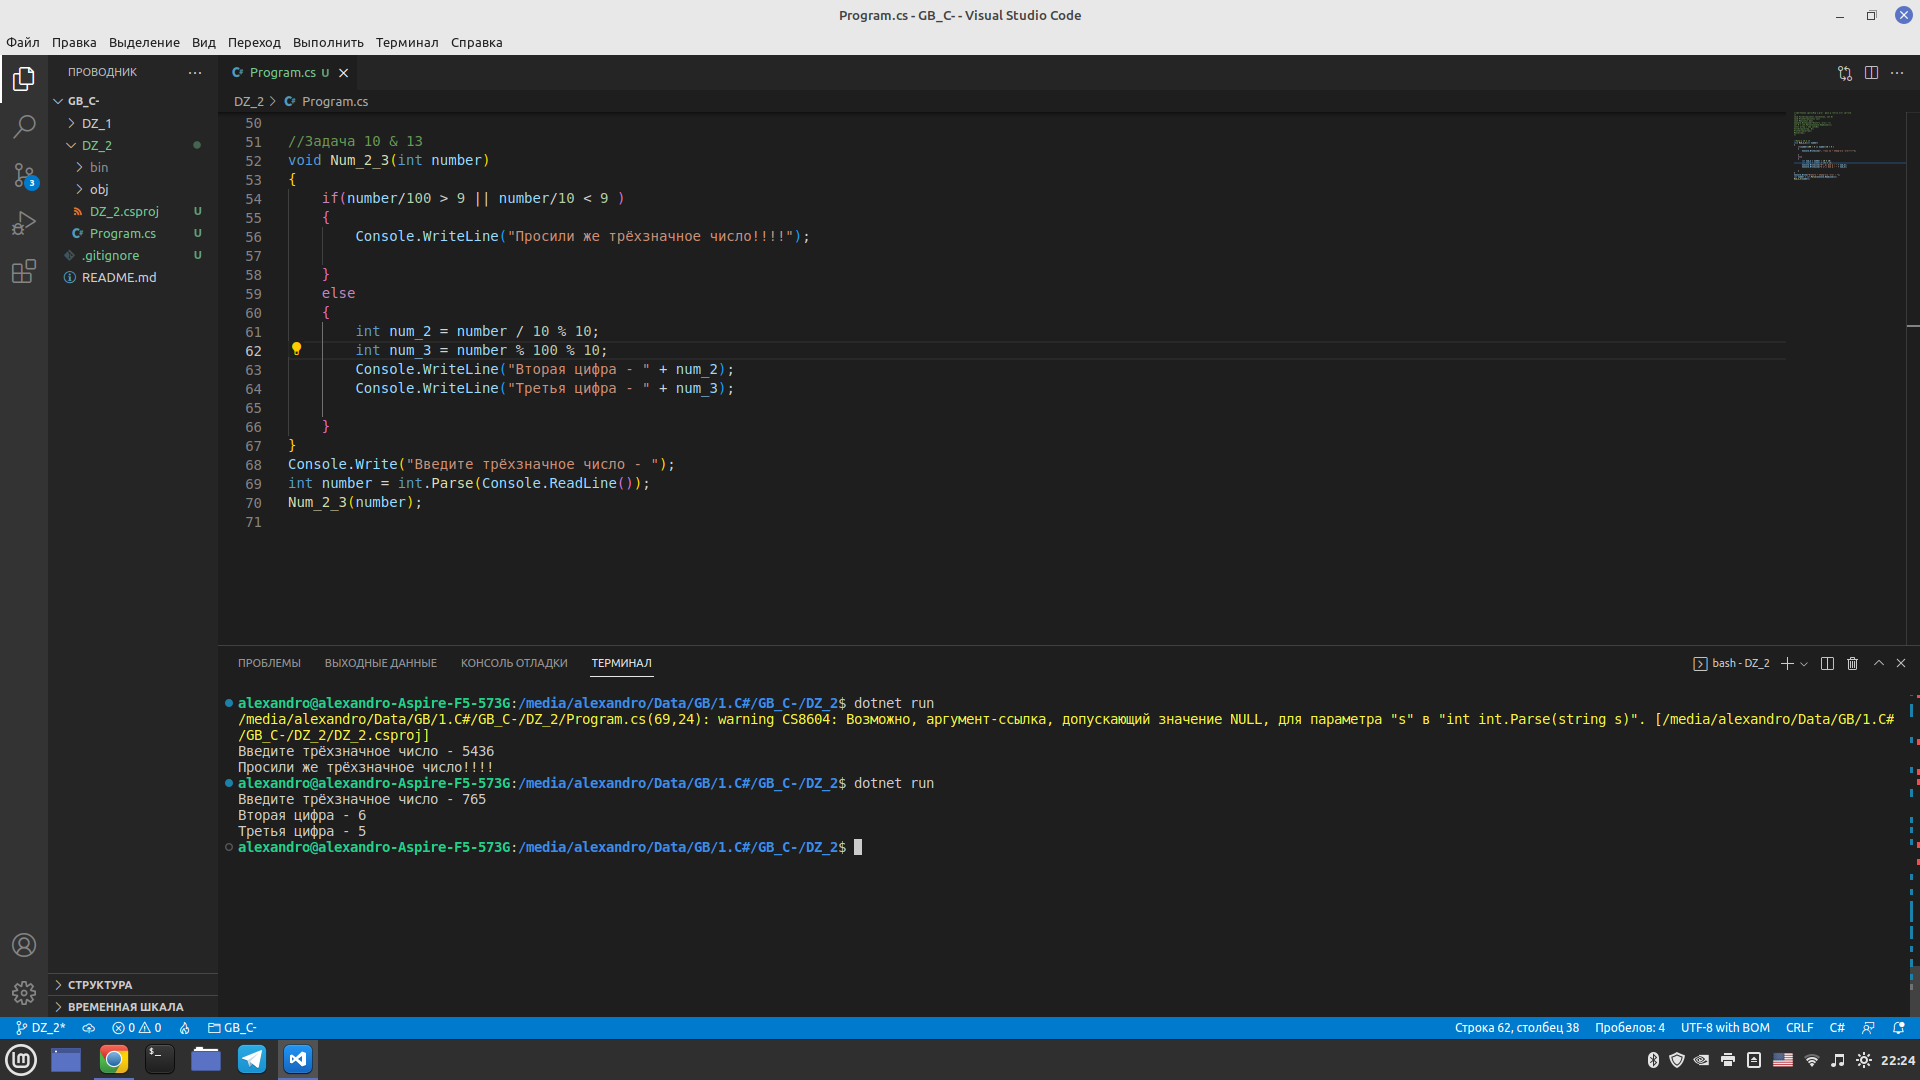 Program.cs - GB_C- - Visual Studio Code
Файл Правка Выделение Вид Переход Выполнить Терминал Справка
ПРОВОДНИК
GB_C-
DZ_1
DZ_2
bin
obj
DZ_2.csproj U
Program.cs U
.gitignore U
README.md
3
СТРУКТУРА
ВРЕМЕННАЯ ШКАЛА
Program.cs U
DZ_2 > Program.cs
50
51 //Задача 10 & 13
52 void Num_2_3(int number)
53 {
54 if(number/100 > 9 || number/10 < 9 )
55 {
56 Console.WriteLine("Просили же трёхзначное число!!!!");
57
58 }
59 else
60 {
61 int num_2 = number / 10 % 10;
62 int num_3 = number % 100 % 10;
63 Console.WriteLine("Вторая цифра - " + num_2);
64 Console.WriteLine("Третья цифра - " + num_3);
65
66 }
67 }
68 Console.Write("Введите трёхзначное число - ");
69 int number = int.Parse(Console.ReadLine());
70 Num_2_3(number);
71
ПРОБЛЕМЫ ВЫХОДНЫЕ ДАННЫЕ КОНСОЛЬ ОТЛАДКИ ТЕРМИНАЛ
bash - DZ_2
alexandro@alexandro-Aspire-F5-573G:/media/alexandro/Data/GB/1.C#/GB_C-/DZ_2$ dotnet run
/media/alexandro/Data/GB/1.C#/GB_C-/DZ_2/Program.cs(69,24): warning CS8604: Возможно, аргумент-ссылка, допускающий значение NULL, для параметра "s" в "int int.Parse(string s)". [/media/alexandro/Data/GB/1.C#
/GB_C-/DZ_2/DZ_2.csproj]
Введите трёхзначное число - 5436
Просили же трёхзначное число!!!!
alexandro@alexandro-Aspire-F5-573G:/media/alexandro/Data/GB/1.C#/GB_C-/DZ_2$ dotnet run
Введите трёхзначное число - 765
Вторая цифра - 6
Третья цифра - 5
alexandro@alexandro-Aspire-F5-573G:/media/alexandro/Data/GB/1.C#/GB_C-/DZ_2$
DZ_2* 0 0 GB_C-
Строка 62, столбец 38 Пробелов: 4 UTF-8 with BOM CRLF C#
22:24